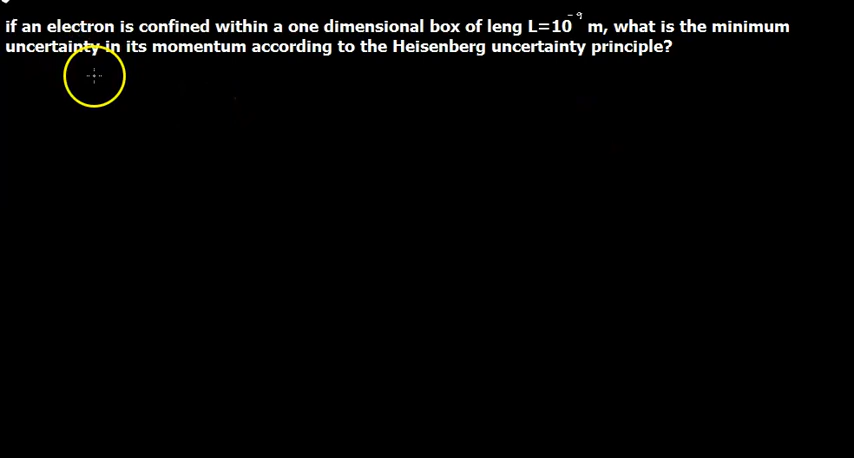 if an electron is confined within a one dimensional box of leng L=10⁻⁹ m, what is the minimum
uncertainty in its momentum according to the Heisenberg uncertainty principle?